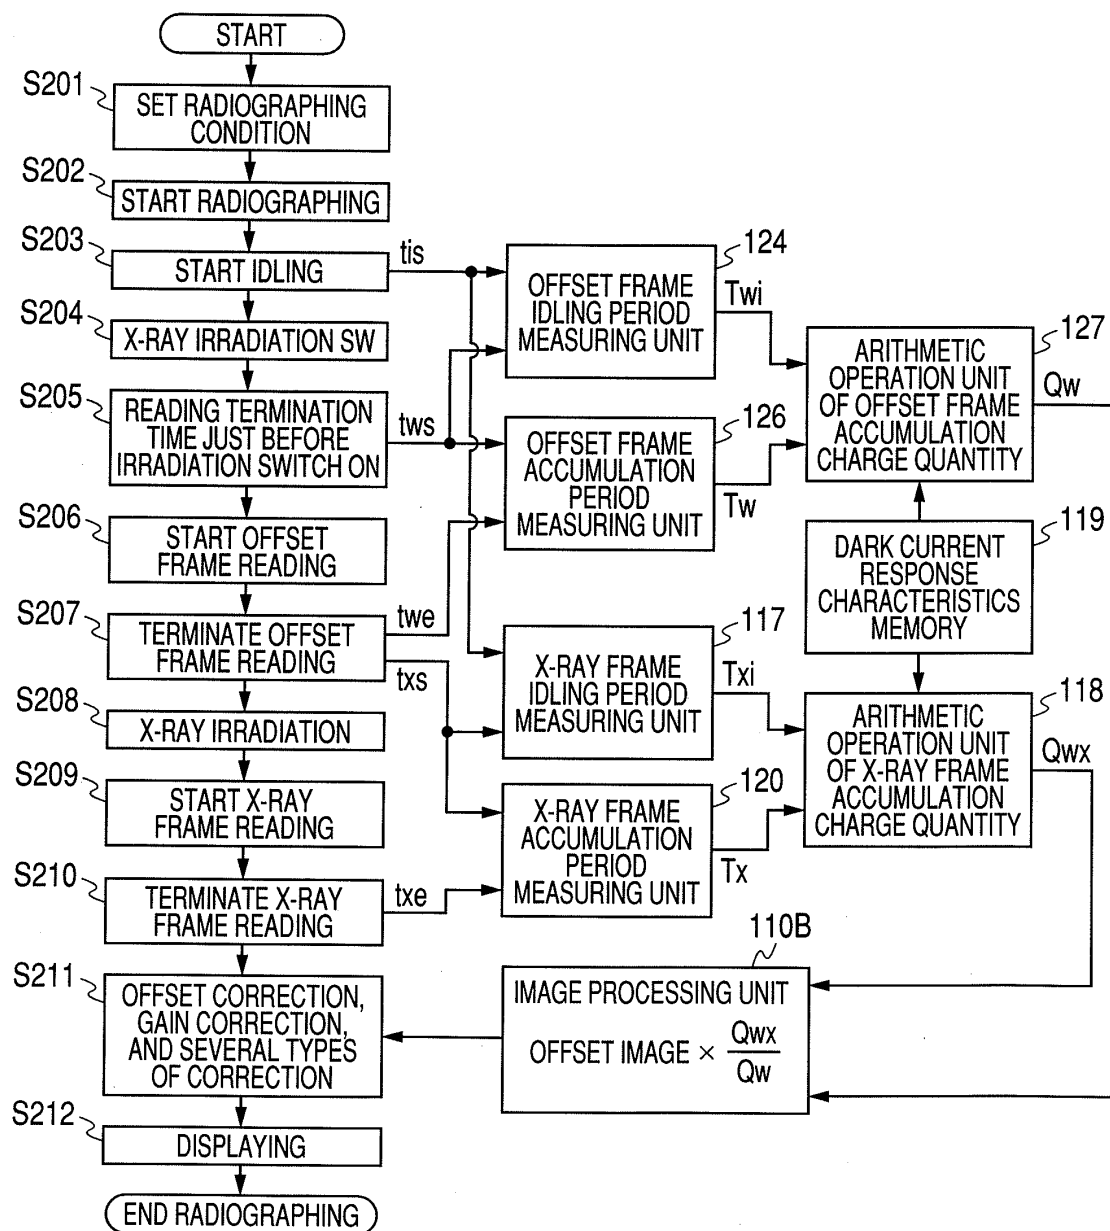 START
S201
SET RADIOGRAPHING
CONDITION
S202
START RADIOGRAPHING
S203
START IDLING
tis
S204
X-RAY IRRADIATION SW
S205
READING TERMINATION
TIME JUST BEFORE
IRRADIATION SWITCH ON
tws
S206
START OFFSET
FRAME READING
S207
TERMINATE OFFSET
FRAME READING
twe
txs
S208
X-RAY IRRADIATION
S209
START X-RAY
FRAME READING
S210
TERMINATE X-RAY
FRAME READING
txe
S211
OFFSET CORRECTION,
GAIN CORRECTION,
AND SEVERAL TYPES
OF CORRECTION
S212
DISPLAYING
END RADIOGRAPHING
124
OFFSET FRAME
IDLING PERIOD
MEASURING UNIT
Twi
126
OFFSET FRAME
ACCUMULATION
PERIOD
MEASURING UNIT
Tw
117
X-RAY FRAME
IDLING PERIOD
MEASURING UNIT
Txi
120
X-RAY FRAME
ACCUMULATION
PERIOD
MEASURING UNIT
Tx
127
ARITHMETIC
OPERATION UNIT
OF OFFSET FRAME
ACCUMULATION
CHARGE QUANTITY
Qw
119
DARK CURRENT
RESPONSE
CHARACTERISTICS
MEMORY
118
ARITHMETIC
OPERATION UNIT
OF X-RAY FRAME
ACCUMULATION
CHARGE QUANTITY
Qwx
110B
IMAGE PROCESSING UNIT
OFFSET IMAGE × Qwx
Qw